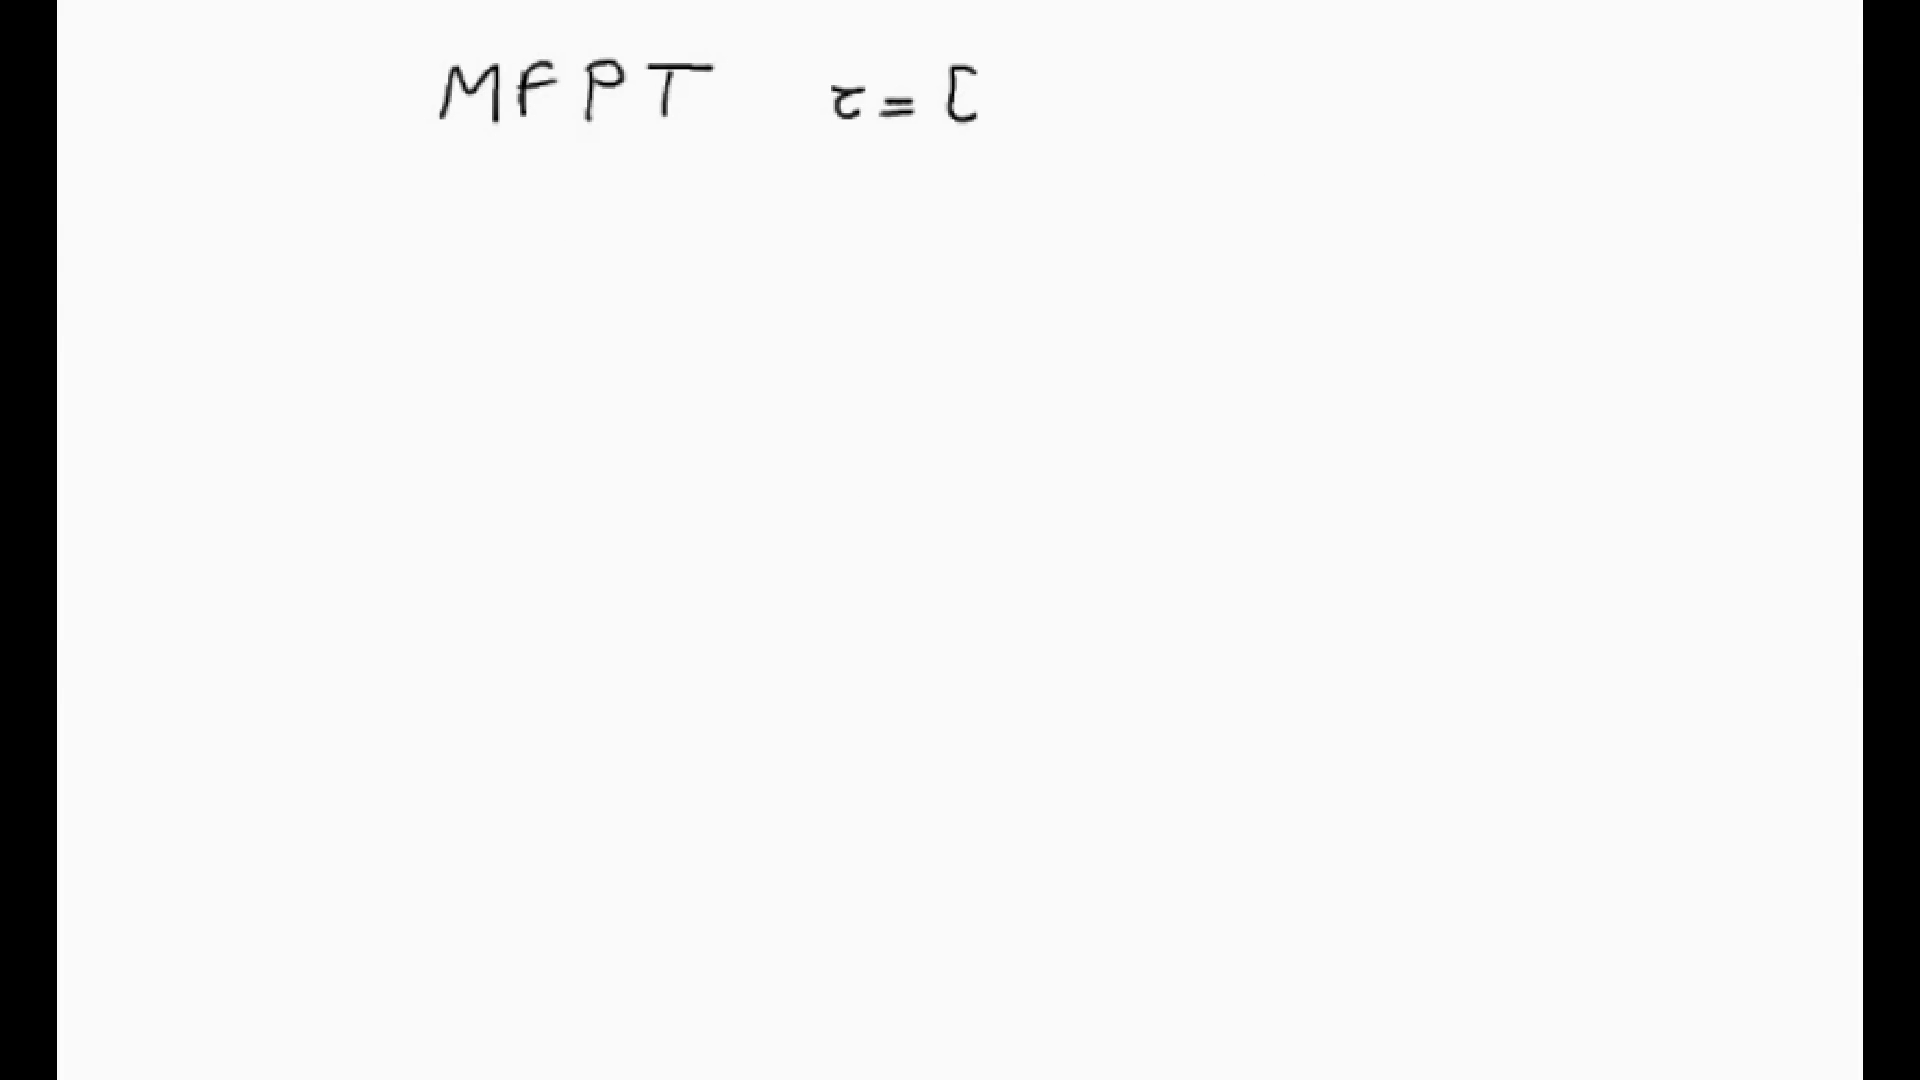 MFPT τ = [